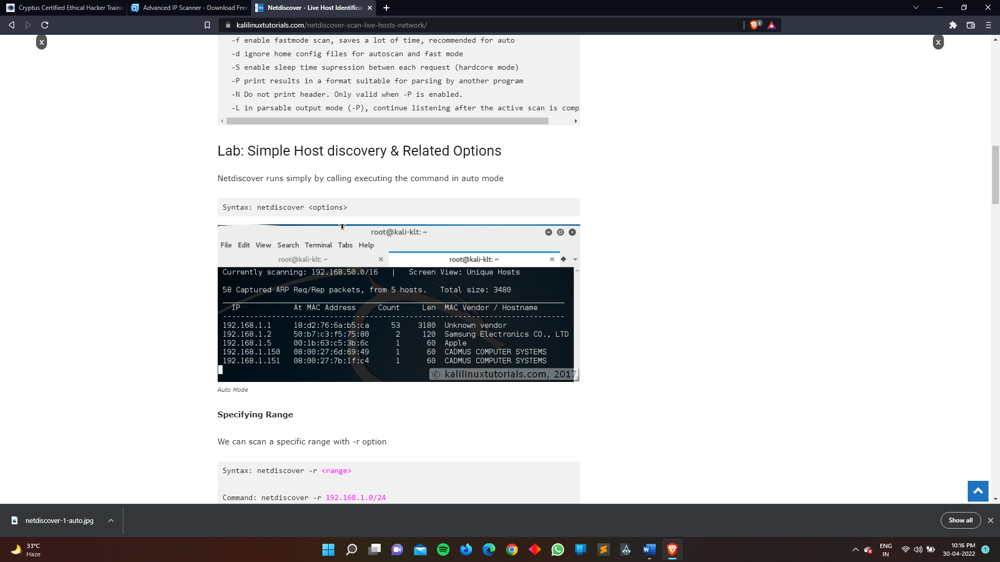 Cryptus Certified Ethical Hacker Trainin
Advanced IP Scanner - Download Free
Netdiscover - Live Host Identifica
kalilinuxtutorials.com/netdiscover-scan-live-hosts-network/
3
x
x
-f enable fastmode scan, saves a lot of time, recommended for auto
-d ignore home config files for autoscan and fast mode
-S enable sleep time supression betwen each request (hardcore mode)
-P print results in a format suitable for parsing by another program
-N Do not print header. Only valid when -P is enabled.
-L in parsable output mode (-P), continue listening after the active scan is comp
Lab: Simple Host discovery & Related Options
Netdiscover runs simply by calling executing the command in auto mode
Syntax: netdiscover <options>
root@kali-klt: ~
File Edit View Search Terminal Tabs Help
root@kali-klt: ~ root@kali-klt: ~
Currently scanning: 192.168.50.0/16 | Screen View: Unique Hosts
58 Captured ARP Req/Rep packets, from 5 hosts. Total size: 3480
IP At MAC Address Count Len MAC Vendor / Hostname
192.168.1.1 18:d2:76:6a:b5:ca 53 3180 Unknown vendor
192.168.1.2 50:b7:c3:f5:75:80 2 120 Samsung Electronics CO., LTD
192.168.1.5 00:1b:63:c5:3b:6c 1 60 Apple
192.168.1.150 08:00:27:6d:69:49 1 60 CADMUS COMPUTER SYSTEMS
192.168.1.151 08:00:27:7b:1f:c4 1 60 CADMUS COMPUTER SYSTEMS
© kalilinuxtutorials.com, 2017
Auto Mode
Specifying Range
We can scan a specific range with -r option
Syntax: netdiscover -r <range>
Command: netdiscover -r 192.168.1.0/24
netdiscover-1-auto.jpg
Show all
33°C
Haze
ENG
IN
10:16 PM
30-04-2022
1